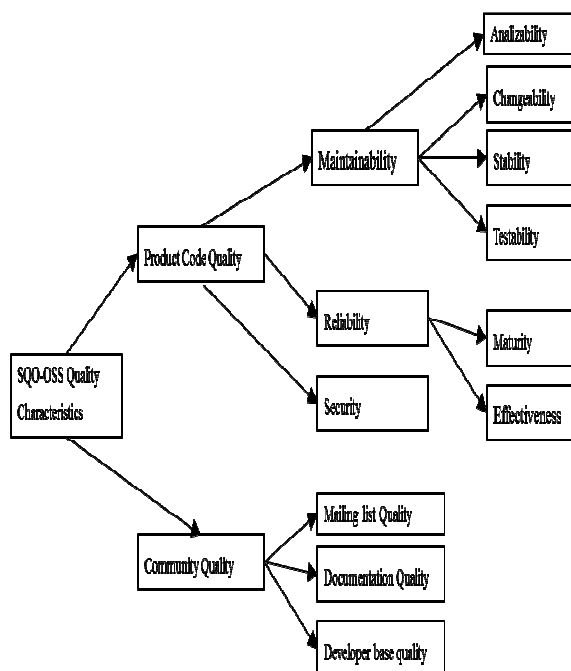 Analizability
Changeability
Maintainability
Stability
Testability
Product Code Quality
Reliability
Maturity
SQO-OSS Quality
Characteristics
Security
Effectiveness
Mailing list Quality
Community Quality
Documentation Quality
Developer base quality